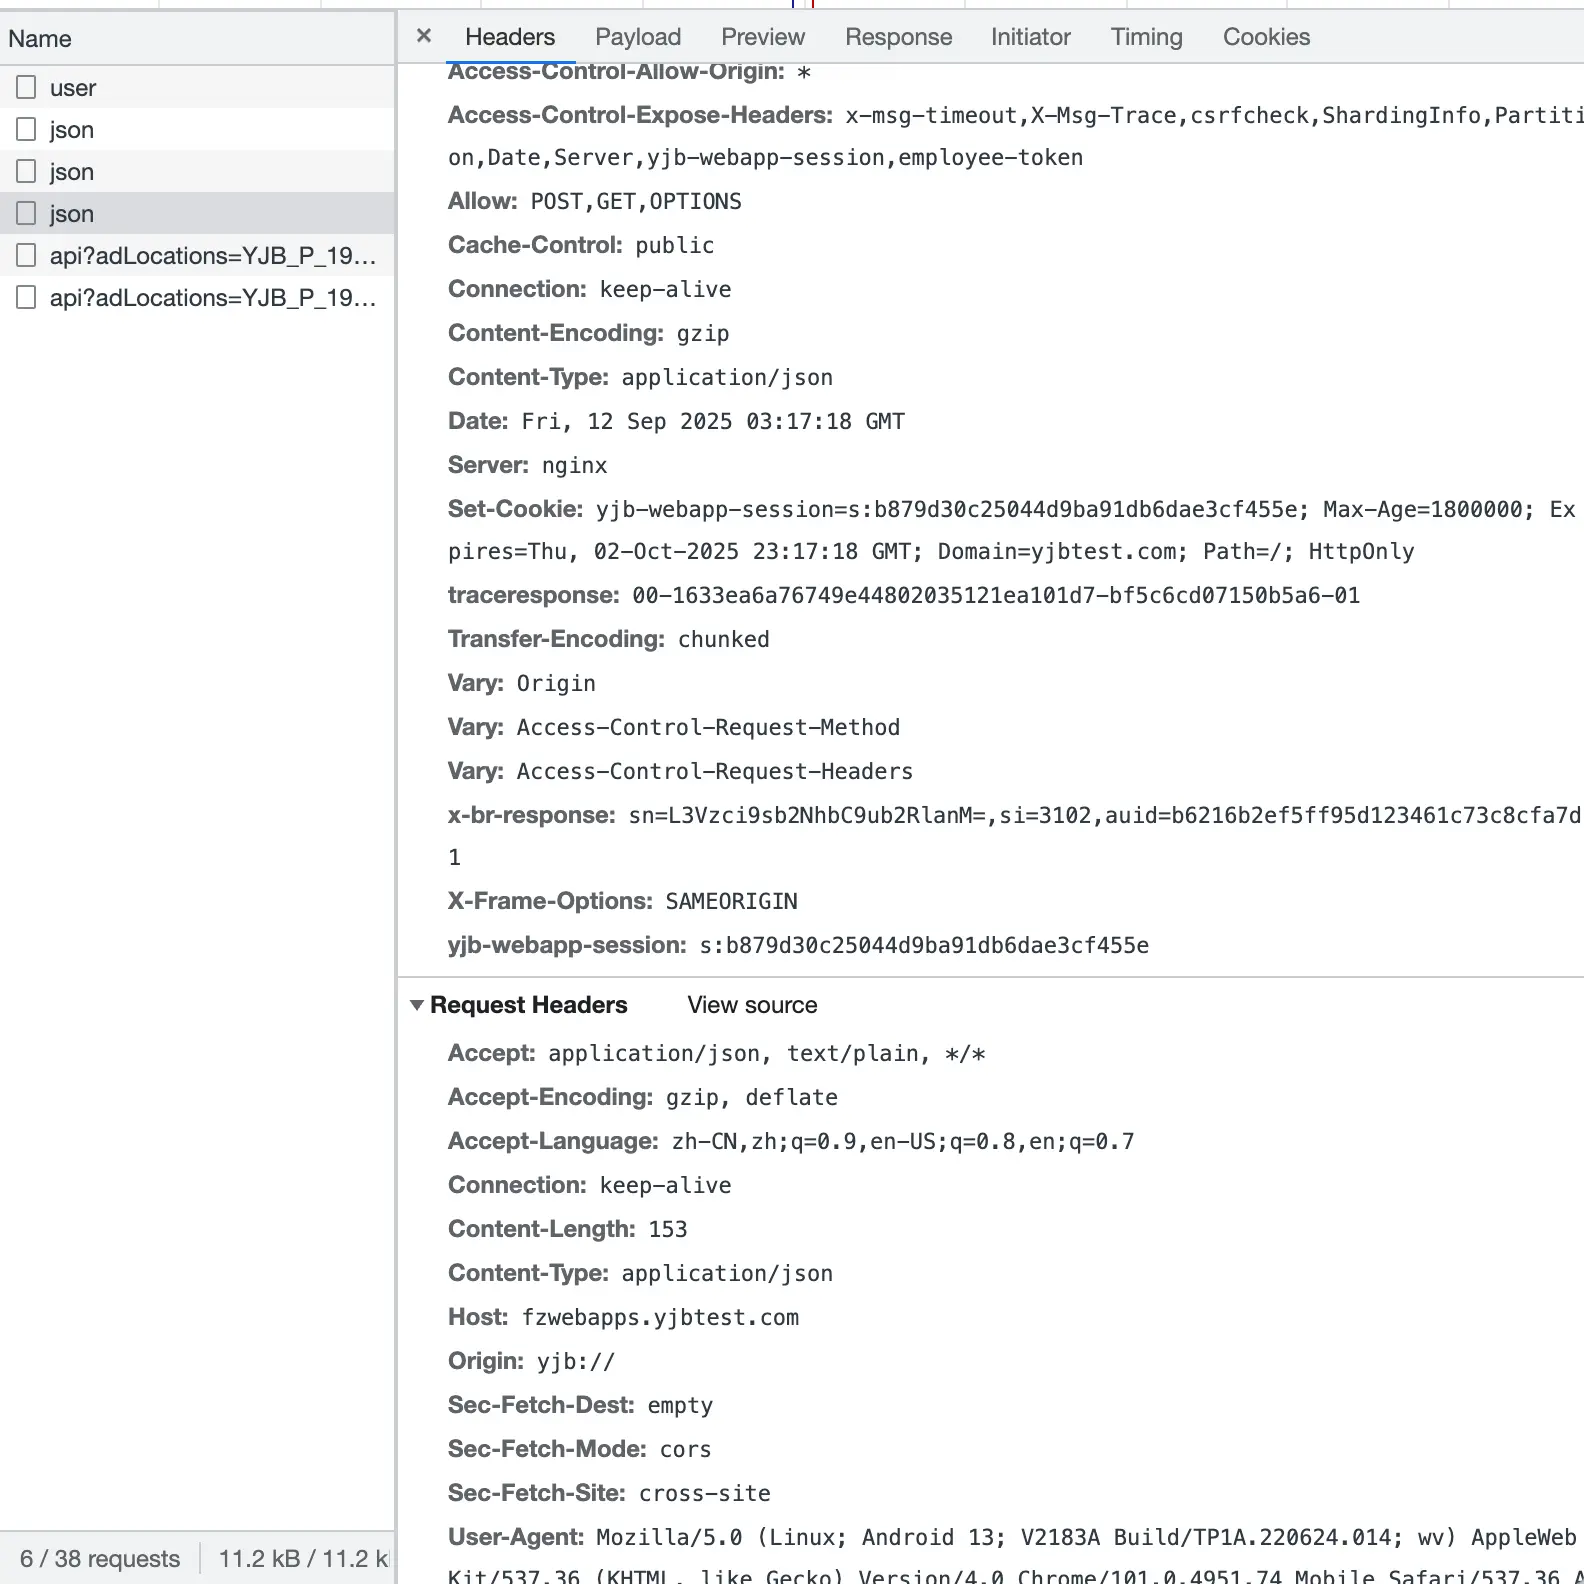 Name
× Headers Payload Preview Response Initiator Timing Cookies
user
json
json
json
api?adLocations=YJB_P_19...
api?adLocations=YJB_P_19...
6 / 38 requests 11.2 kB / 11.2 k
Access-Control-Allow-Origin: *
Access-Control-Expose-Headers: x-msg-timeout,X-Msg-Trace,csrfcheck,ShardingInfo,Partiti
on,Date,Server,yjb-webapp-session,employee-token
Allow: POST,GET,OPTIONS
Cache-Control: public
Connection: keep-alive
Content-Encoding: gzip
Content-Type: application/json
Date: Fri, 12 Sep 2025 03:17:18 GMT
Server: nginx
Set-Cookie: yjb-webapp-session=s:b879d30c25044d9ba91db6dae3cf455e; Max-Age=1800000; Ex
pires=Thu, 02-Oct-2025 23:17:18 GMT; Domain=yjbtest.com; Path=/; HttpOnly
traceresponse: 00-1633ea6a76749e44802035121ea101d7-bf5c6cd07150b5a6-01
Transfer-Encoding: chunked
Vary: Origin
Vary: Access-Control-Request-Method
Vary: Access-Control-Request-Headers
x-br-response: sn=L3Vzci9sb2NhbC9ub2RlanM=,si=3102,auid=b6216b2ef5ff95d123461c73c8cfa7d
1
X-Frame-Options: SAMEORIGIN
yjb-webapp-session: s:b879d30c25044d9ba91db6dae3cf455e
Request Headers View source
Accept: application/json, text/plain, */*
Accept-Encoding: gzip, deflate
Accept-Language: zh-CN,zh;q=0.9,en-US;q=0.8,en;q=0.7
Connection: keep-alive
Content-Length: 153
Content-Type: application/json
Host: fzwebapps.yjbtest.com
Origin: yjb://
Sec-Fetch-Dest: empty
Sec-Fetch-Mode: cors
Sec-Fetch-Site: cross-site
User-Agent: Mozilla/5.0 (Linux; Android 13; V2183A Build/TP1A.220624.014; wv) AppleWeb
Kit/537.36 (KHTML, like Gecko) Version/4.0 Chrome/101.0.4951.74 Mobile Safari/537.36 A